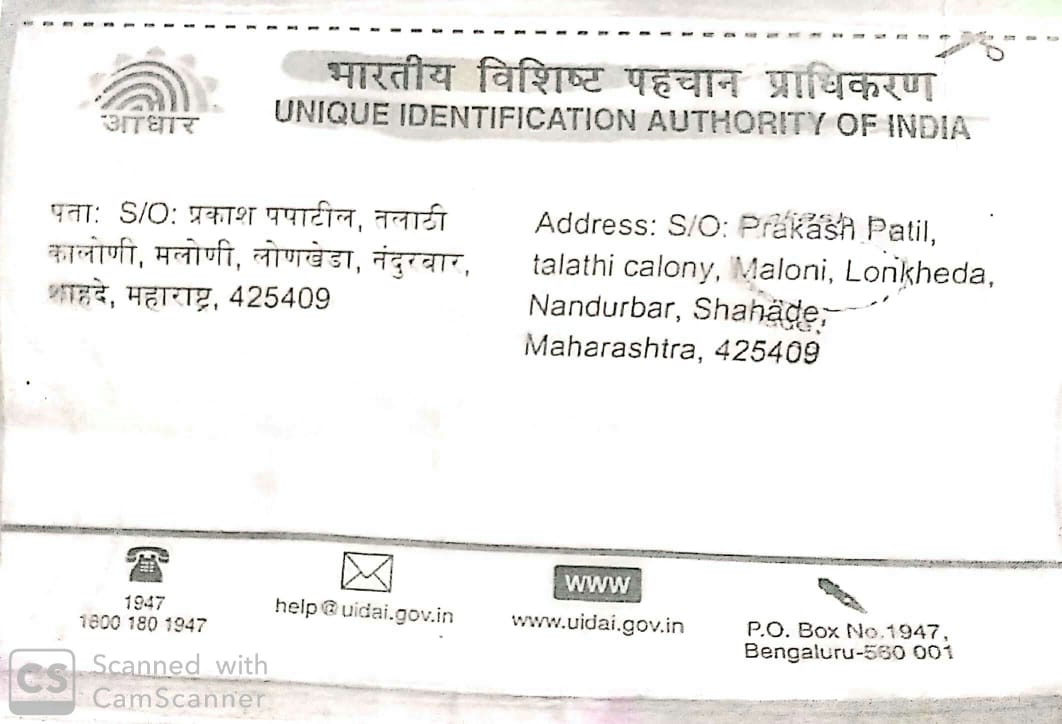 भारतीय विशिष्ट पहचान प्राधिकरण
UNIQUE IDENTIFICATION AUTHORITY OF INDIA
आधार
पता: S/O: प्रकाश पपाटील, तलाठी
कालोणी, मलोणी, लोणखेडा, नंदुरबार,
शाहदे, महाराष्ट्र, 425409
Address: S/O: Prakash Patil,
talathi calony, Maloni, Lonkheda,
Nandurbar, Shahade,
Maharashtra, 425409
1947
1800 180 1947
help@uidai.gov.in
www
www.uidai.gov.in
P.O. Box No.1947,
Bengaluru-560 001
CS
Scanned with
CamScanner